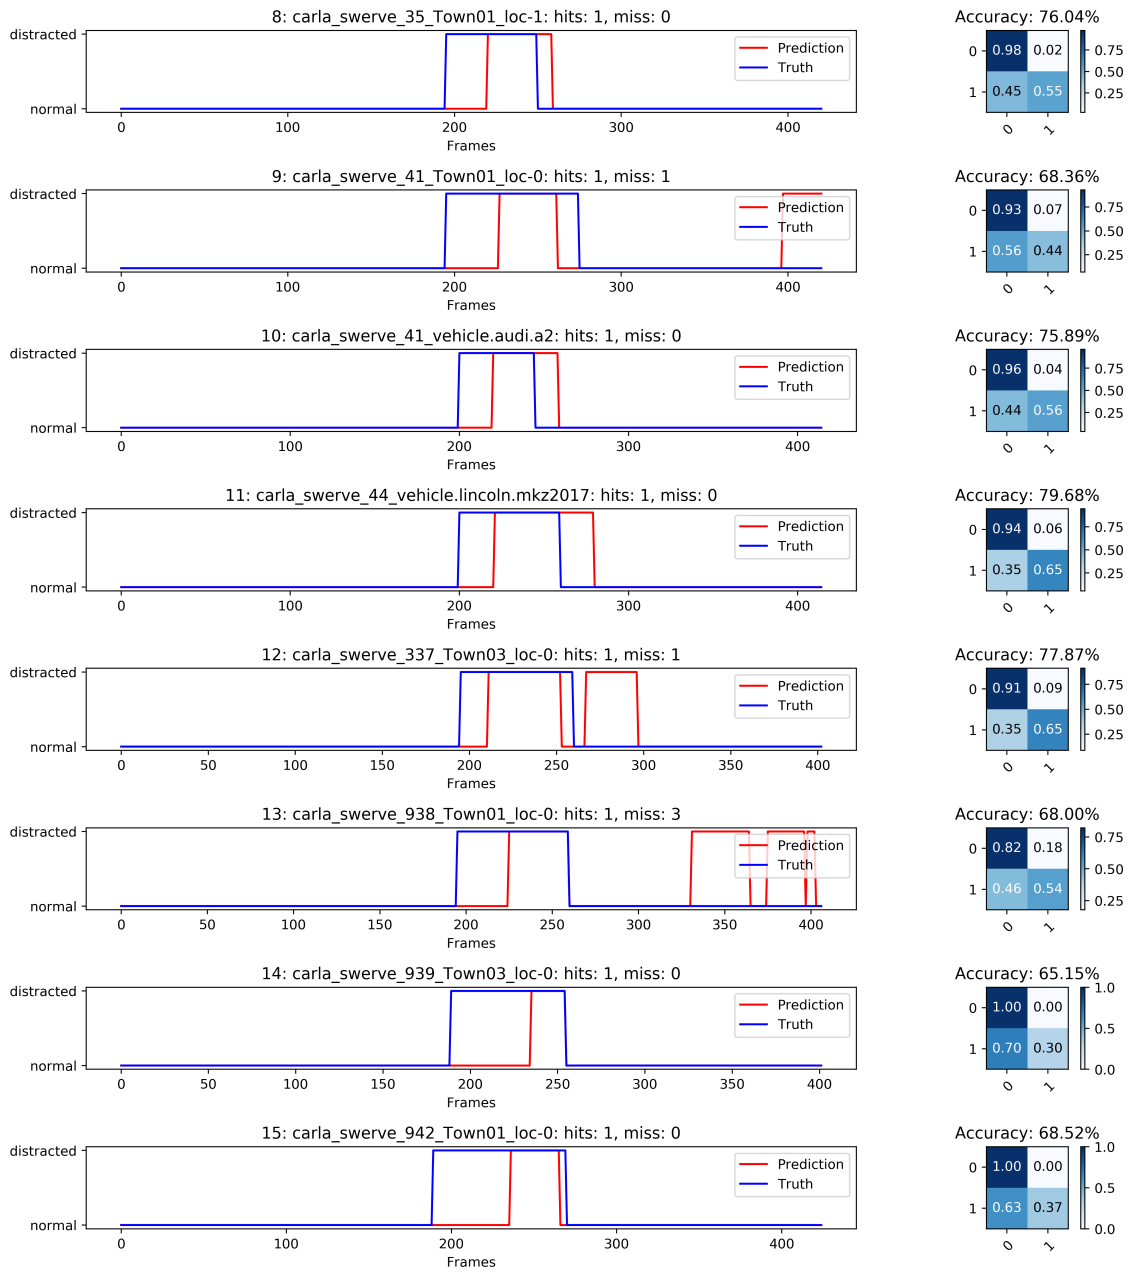 8: carla_swerve_35_Town01_loc-1: hits: 1, miss: 0
Accuracy: 76.04%
distracted
normal
Prediction
Truth
0 100 200 300 400
Frames
0 0.98 0.02
1 0.45 0.55
0 1
0.75
0.50
0.25
9: carla_swerve_41_Town01_loc-0: hits: 1, miss: 1
Accuracy: 68.36%
distracted
normal
Prediction
Truth
0 100 200 300 400
Frames
0 0.93 0.07
1 0.56 0.44
0 1
0.75
0.50
0.25
10: carla_swerve_41_vehicle.audi.a2: hits: 1, miss: 0
Accuracy: 75.89%
distracted
normal
Prediction
Truth
0 100 200 300 400
Frames
0 0.96 0.04
1 0.44 0.56
0 1
0.75
0.50
0.25
11: carla_swerve_44_vehicle.lincoln.mkz2017: hits: 1, miss: 0
Accuracy: 79.68%
distracted
normal
Prediction
Truth
0 100 200 300 400
Frames
0 0.94 0.06
1 0.35 0.65
0 1
0.75
0.50
0.25
12: carla_swerve_337_Town03_loc-0: hits: 1, miss: 1
Accuracy: 77.87%
distracted
normal
Prediction
Truth
0 50 100 150 200 250 300 350 400
Frames
0 0.91 0.09
1 0.35 0.65
0 1
0.75
0.50
0.25
13: carla_swerve_938_Town01_loc-0: hits: 1, miss: 3
Accuracy: 68.00%
distracted
normal
Prediction
Truth
0 50 100 150 200 250 300 350 400
Frames
0 0.82 0.18
1 0.46 0.54
0 1
0.75
0.50
0.25
14: carla_swerve_939_Town03_loc-0: hits: 1, miss: 0
Accuracy: 65.15%
distracted
normal
Prediction
Truth
0 50 100 150 200 250 300 350 400
Frames
0 1.00 0.00
1 0.70 0.30
0 1
1.0
0.5
0.0
15: carla_swerve_942_Town01_loc-0: hits: 1, miss: 0
Accuracy: 68.52%
distracted
normal
Prediction
Truth
0 100 200 300 400
Frames
0 1.00 0.00
1 0.63 0.37
0 1
1.0
0.5
0.0